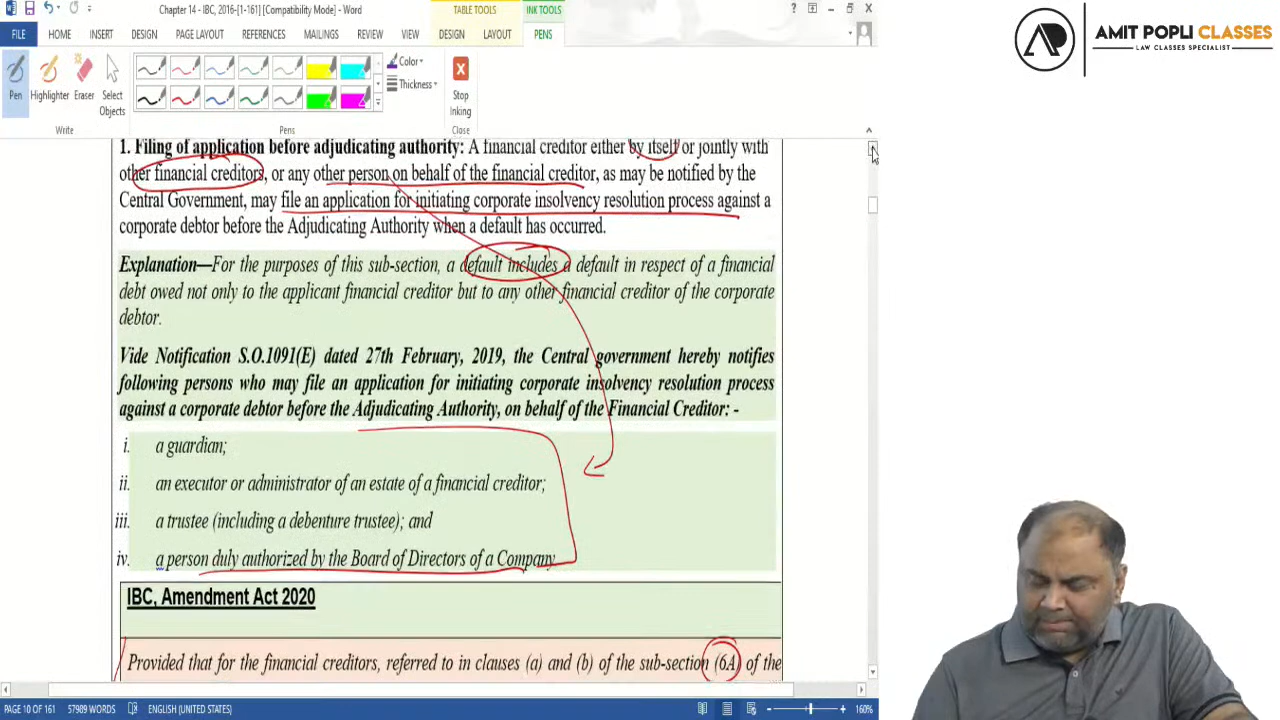 Chapter 14 - IBC, 2016-[1-161] [Compatibility Mode] - Word
TABLE TOOLS
INK TOOLS
FILE
HOME
INSERT
DESIGN
PAGE LAYOUT
REFERENCES
MAILINGS
REVIEW
VIEW
DESIGN
LAYOUT
PENS
Pen
Highlighter
Eraser
Select Objects
Color
Thickness
Stop Inking
Write
Pens
Close
AMIT POPLI CLASSES
LAW CLASSES SPECIALIST
1. Filing of application before adjudicating authority: A financial creditor either by itself or jointly with
other financial creditors, or any other person on behalf of the financial creditor, as may be notified by the
Central Government, may file an application for initiating corporate insolvency resolution process against a
corporate debtor before the Adjudicating Authority when a default has occurred.
Explanation—For the purposes of this sub-section, a default includes a default in respect of a financial
debt owed not only to the applicant financial creditor but to any other financial creditor of the corporate
debtor.
Vide Notification S.O.1091(E) dated 27th February, 2019, the Central government hereby notifies
following persons who may file an application for initiating corporate insolvency resolution process
against a corporate debtor before the Adjudicating Authority, on behalf of the Financial Creditor: -
i. a guardian;
ii. an executor or administrator of an estate of a financial creditor;
iii. a trustee (including a debenture trustee); and
iv. a person duly authorized by the Board of Directors of a Company
IBC, Amendment Act 2020
Provided that for the financial creditors, referred to in clauses (a) and (b) of the sub-section (6A) of the
PAGE 10 OF 161
57989 WORDS
ENGLISH (UNITED STATES)
160%